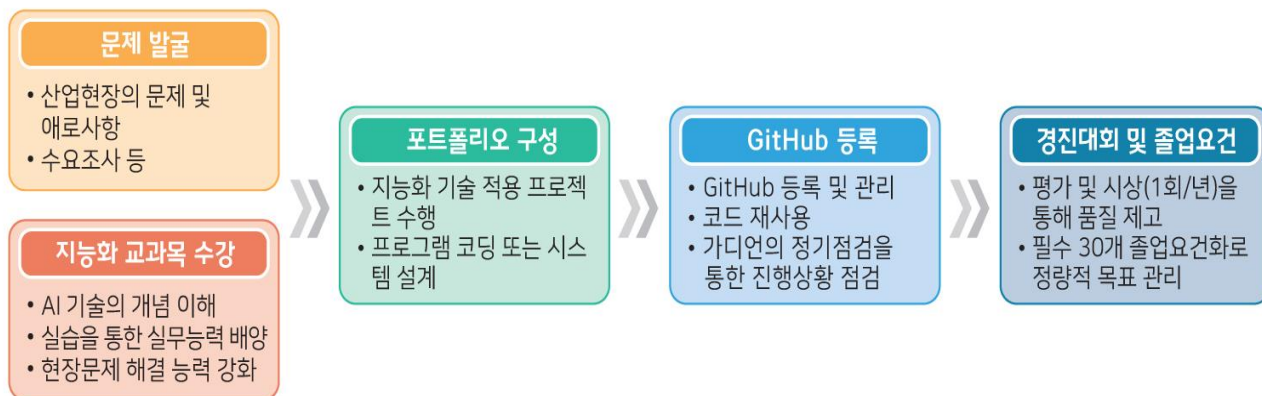 문제 발굴
• 산업현장의 문제 및
애로사항
• 수요조사 등
지능화 교과목 수강
• AI 기술의 개념 이해
• 실습을 통한 실무능력 배양
• 현장문제 해결 능력 강화
포트폴리오 구성
• 지능화 기술 적용 프로젝
트 수행
• 프로그램 코딩 또는 시스
템 설계
GitHub 등록
• GitHub 등록 및 관리
• 코드 재사용
• 가디언의 정기점검을
통한 진행상황 점검
경진대회 및 졸업요건
• 평가 및 시상(1회/년)을
통해 품질 제고
• 필수 30개 졸업요건화로
정량적 목표 관리